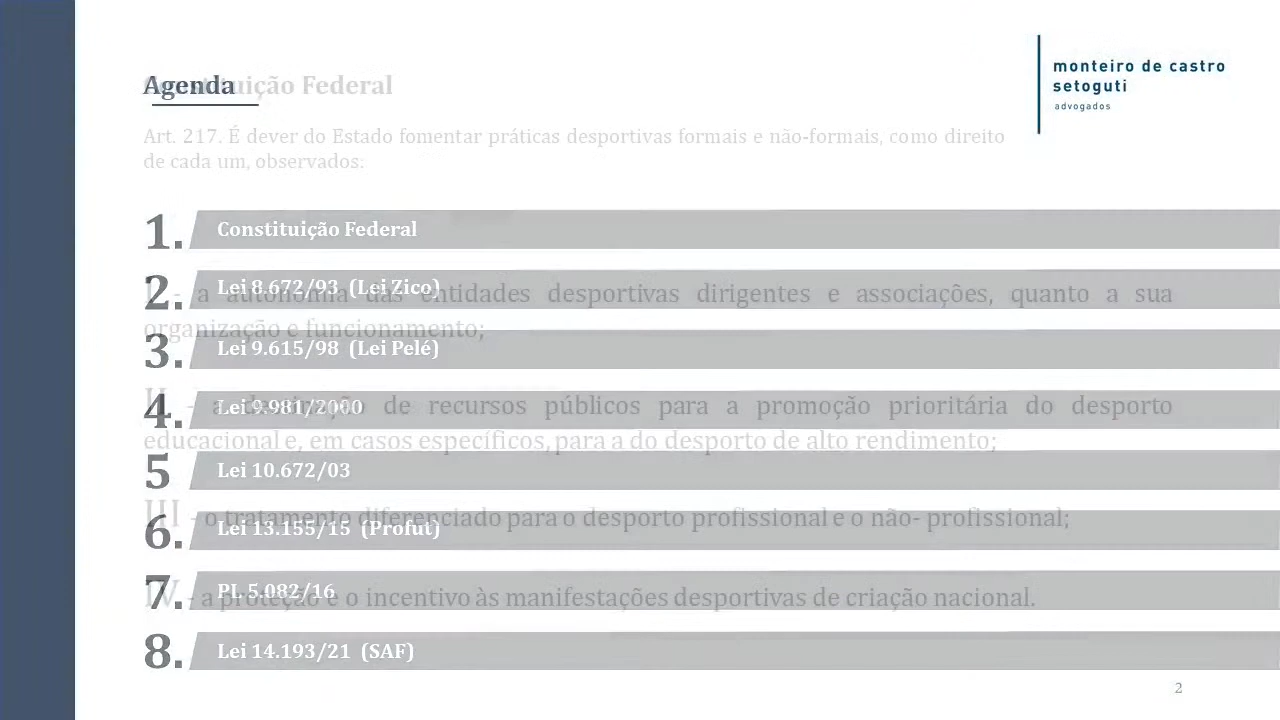 Agenda
Constituição Federal
monteiro de castro
setoguti
advogados
Art. 217. É dever do Estado fomentar práticas desportivas formais e não-formais, como direito
de cada um, observados:
1. Constituição Federal
2. Lei 8.672/93 (Lei Zico)
I - a autonomia das entidades desportivas dirigentes e associações, quanto a sua
organização e funcionamento;
3. Lei 9.615/98 (Lei Pelé)
4. Lei 9.981/2000
II - a destinação de recursos públicos para a promoção prioritária do desporto
educacional e, em casos específicos, para a do desporto de alto rendimento;
5 Lei 10.672/03
III - o tratamento diferenciado para o desporto profissional e o não- profissional;
6. Lei 13.155/15 (Profut)
7. PL 5.082/16
IV - a proteção e o incentivo às manifestações desportivas de criação nacional.
8. Lei 14.193/21 (SAF)
2